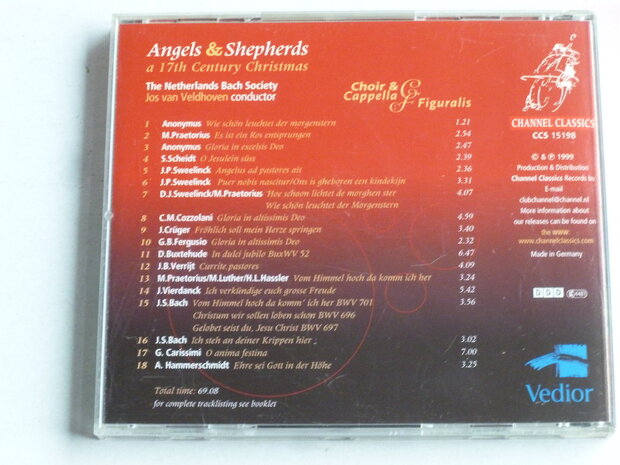 Angels & Shepherds
a 17th Century Christmas
The Netherlands Bach Society
Jos van Veldhoven conductor
Choir &
Cappella Figuralis
1 Anonymus Wie schön leuchtet der morgenstern 1.21
2 M.Praetorius Es ist ein Ros entsprungen 2.54
3 Anonymus Gloria in excelsis Deo 2.47
4 S.Scheidt O Jesulein süss 2.39
5 J.P.Sweelinck Angelus ad pastores ait 2.36
6 J.P.Sweelinck Puer nobis nascitur/Ons is gheboren een kindekijn 3.31
7 D.J.Sweelinck/M.Praetorius Hoe schoon lichtet de morghen ster 4.07
Wie schön leuchtet der Morgenstern
8 C.M.Cozzolani Gloria in altissimis Deo 4.59
9 J.Crüger Fröhlich soll mein Herze springen 3.40
10 G.B.Fergusio Gloria in altissimis Deo 2.32
11 D.Buxtehude In dulci jubilo BuxWV 52 6.47
12 J.B.Verrijt Currite pastores 4.09
13 M.Praetorius/M.Luther/H.L.Hassler Vom Himmel hoch da komm ich her 3.24
14 J.Vierdanck Ich verkündige euch grosse Freude 5.42
15 J.S.Bach Vom Himmel hoch da komm' ich her BWV 701 3.56
Christum wir sollen loben schon BWV 696
Gelobet seist du, Jesu Christ BWV 697
16 J.S.Bach Ich steh an deiner Krippen hier 3.02
17 G. Carissimi O anima festina 7.00
18 A. Hammerschmidt Ehre sei Gott in der Höhe 3.25
Total time: 69.08
for complete tracklisting see booklet
CHANNEL CLASSICS
CCS 15198
© & ℗ 1999
Production & Distribution
Channel Classics Records bv
E-mail
clubchannel@channel.nl
More information about
our releases can be found on
the WWW:
www.channelclassics.com
Made in Germany
DDD
Vedior